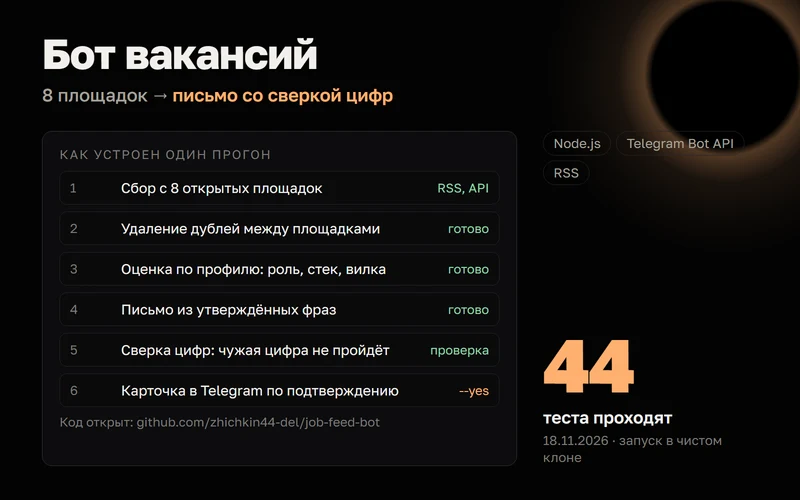 Бот вакансий
8 площадок → письмо со сверкой цифр
КАК УСТРОЕН ОДИН ПРОГОН
1 Сбор с 8 открытых площадок RSS, API
2 Удаление дублей между площадками готово
3 Оценка по профилю: роль, стек, вилка готово
4 Письмо из утверждённых фраз готово
5 Сверка цифр: чужая цифра не пройдёт проверка
6 Карточка в Telegram по подтверждению --yes
Код открыт: github.com/zhichkin44-del/job-feed-bot
Node.js Telegram Bot API
RSS
44
теста проходят
18.11.2026 · запуск в чистом
клоне